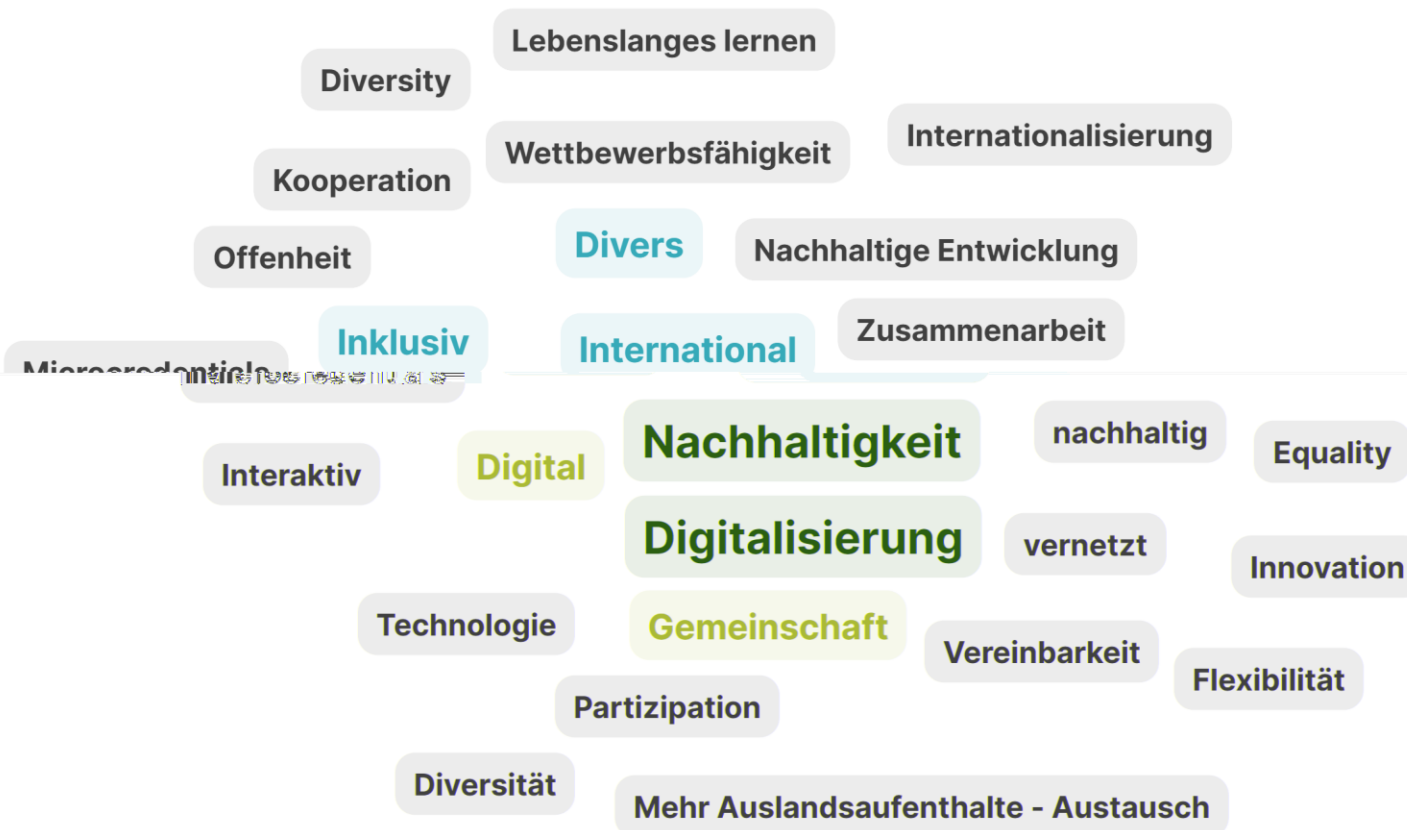 Lebenslanges lernen
Diversity
Internationalisierung
Wettbewerbsfähigkeit
Kooperation
Divers
Nachhaltige Entwicklung
Offenheit
Zusammenarbeit
Inklusiv
International
Microcredentials
nachhaltig
Nachhaltigkeit
Equality
Digital
Interaktiv
Digitalisierung
vernetzt
Innovation
Technologie
Gemeinschaft
Vereinbarkeit
Flexibilität
Partizipation
Diversität
Mehr Auslandsaufenthalte - Austausch